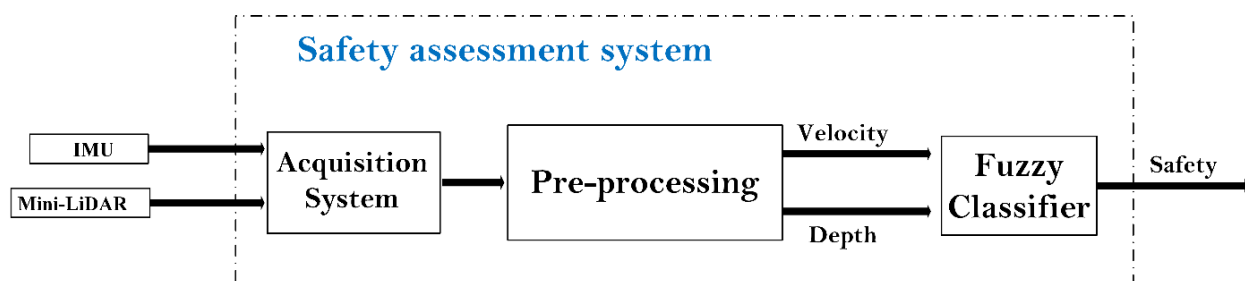 Safety assessment system
IMU
Mini-LiDAR
Acquisition
System
Pre-processing
Velocity
Depth
Fuzzy
Classifier
Safety